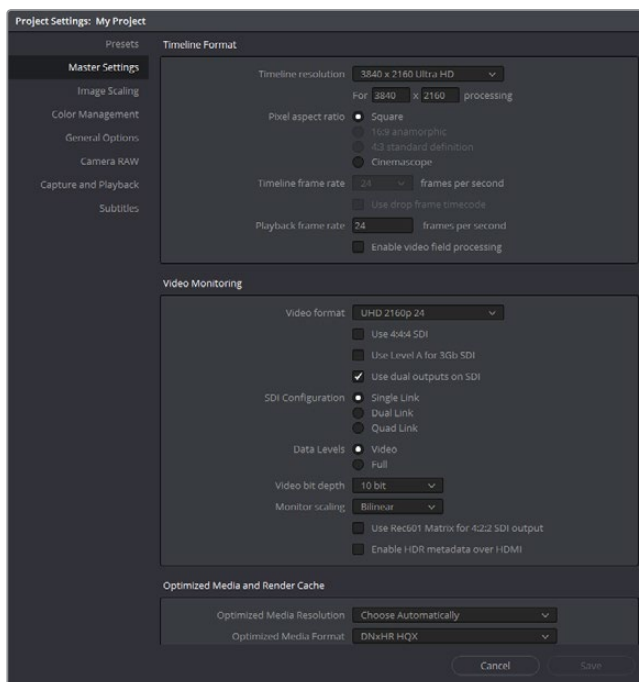 Project Settings: My Project
Presets
Master Settings
Image Scaling
Color Management
General Options
Camera RAW
Capture and Playback
Subtitles
Timeline Format
Timeline resolution 3840 x 2160 Ultra HD
For 3840 x 2160 processing
Pixel aspect ratio Square
16:9 anamorphic
4:3 standard definition
Cinemascope
Timeline frame rate 24 frames per second
Use drop frame timecode
Playback frame rate 24 frames per second
Enable video field processing
Video Monitoring
Video format UHD 2160p 24
Use 4:4:4 SDI
Use Level A for 3Gb SDI
Use dual outputs on SDI
SDI Configuration Single Link
Dual Link
Quad Link
Data Levels Video
Full
Video bit depth 10 bit
Monitor scaling Bilinear
Use Rec601 Matrix for 4:2:2 SDI output
Enable HDR metadata over HDMI
Optimized Media and Render Cache
Optimized Media Resolution Choose Automatically
Optimized Media Format DNxHR HQX
Cancel Save